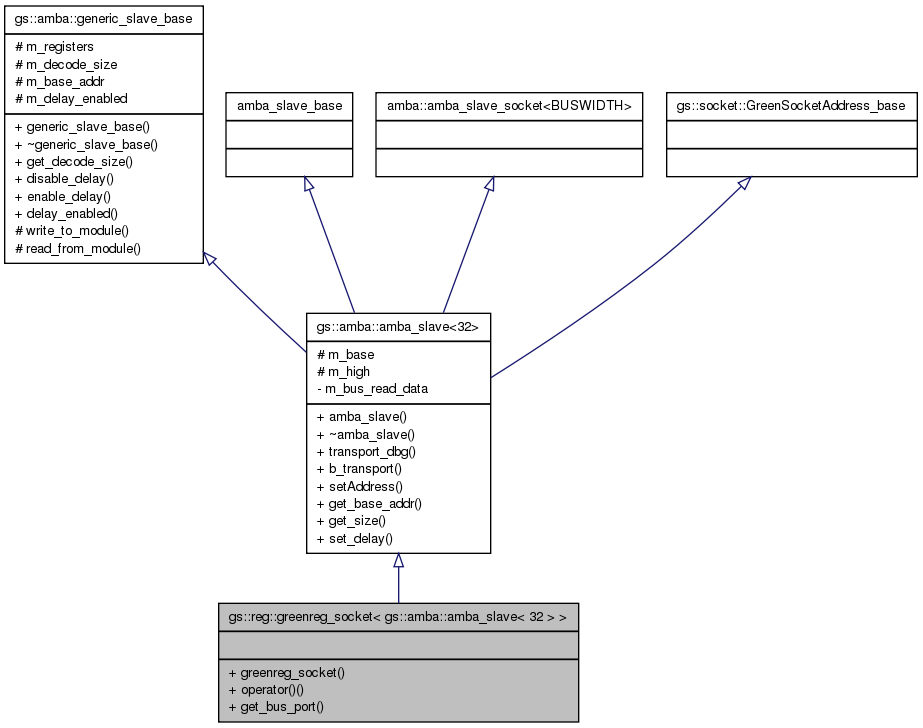 gs::amba::generic_slave_base
# m_registers
# m_decode_size
# m_base_addr
# m_delay_enabled
+ generic_slave_base()
+ ~generic_slave_base()
+ get_decode_size()
+ disable_delay()
+ enable_delay()
+ delay_enabled()
# write_to_module()
# read_from_module()
amba_slave_base
amba::amba_slave_socket<BUSWIDTH>
gs::socket::GreenSocketAddress_base
gs::amba::amba_slave<32>
# m_base
# m_high
- m_bus_read_data
+ amba_slave()
+ ~amba_slave()
+ transport_dbg()
+ b_transport()
+ setAddress()
+ get_base_addr()
+ get_size()
+ set_delay()
gs::reg::greenreg_socket< gs::amba::amba_slave< 32 > >
+ greenreg_socket()
+ operator()()
+ get_bus_port()